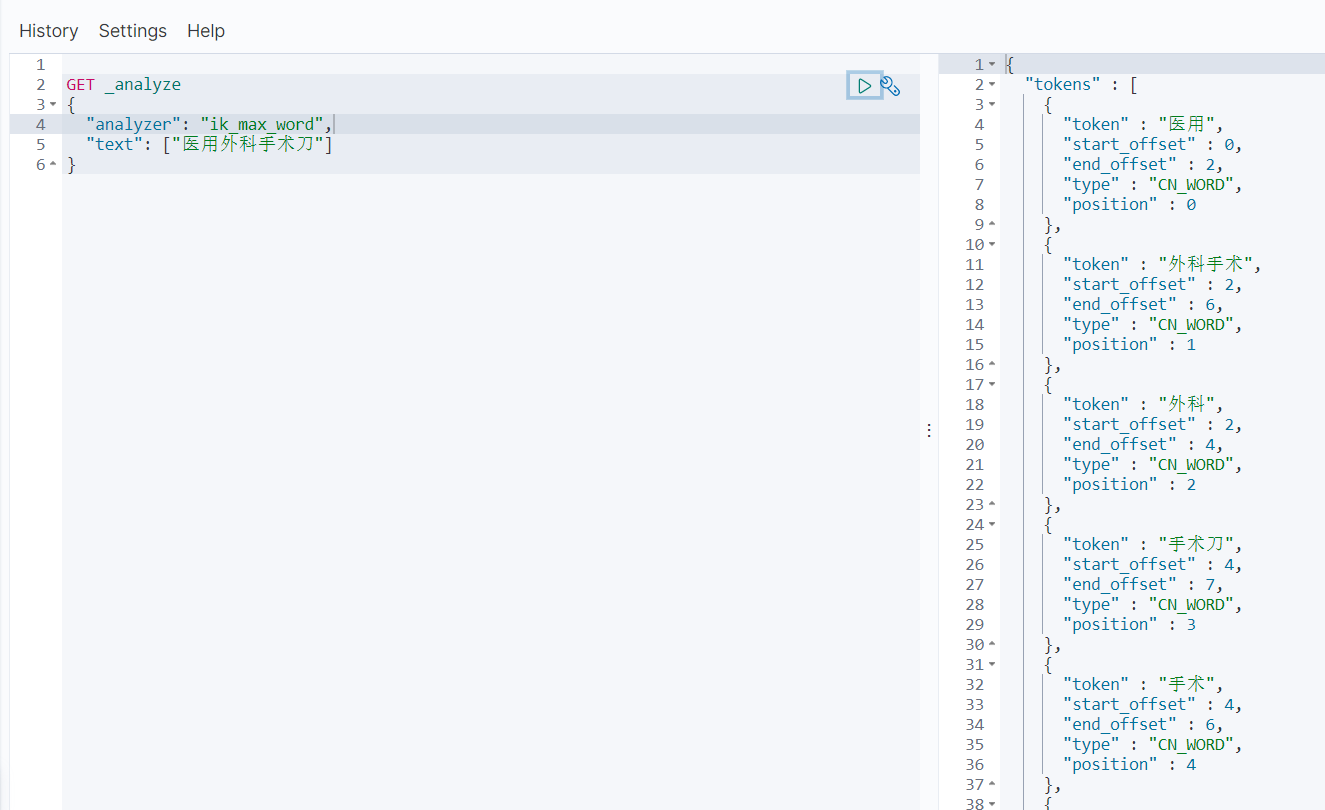 History Settings Help
1
2 GET _analyze
3 {
4 "analyzer": "ik_max_word",
5 "text": ["医用外科手术刀"]
6 }
1 {
2 "tokens" : [
3 {
4 "token" : "医用",
5 "start_offset" : 0,
6 "end_offset" : 2,
7 "type" : "CN_WORD",
8 "position" : 0
9 },
10 {
11 "token" : "外科手术",
12 "start_offset" : 2,
13 "end_offset" : 6,
14 "type" : "CN_WORD",
15 "position" : 1
16 },
17 {
18 "token" : "外科",
19 "start_offset" : 2,
20 "end_offset" : 4,
21 "type" : "CN_WORD",
22 "position" : 2
23 },
24 {
25 "token" : "手术刀",
26 "start_offset" : 4,
27 "end_offset" : 7,
28 "type" : "CN_WORD",
29 "position" : 3
30 },
31 {
32 "token" : "手术",
33 "start_offset" : 4,
34 "end_offset" : 6,
35 "type" : "CN_WORD",
36 "position" : 4
37 },
38 {